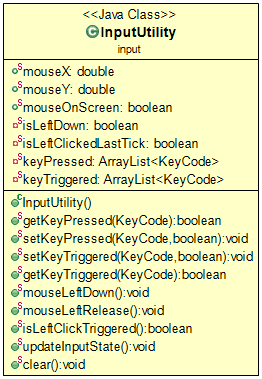 <<Java Class>>
InputUtility
input
mouseX: double
mouseY: double
mouseOnScreen: boolean
isLeftDown: boolean
isLeftClickedLastTick: boolean
keyPressed: ArrayList<KeyCode>
keyTriggered: ArrayList<KeyCode>
InputUtility()
getKeyPressed(KeyCode):boolean
setKeyPressed(KeyCode,boolean):void
setKeyTriggered(KeyCode,boolean):void
getKeyTriggered(KeyCode):boolean
mouseLeftDown():void
mouseLeftRelease():void
isLeftClickTriggered():boolean
updateInputState():void
clear():void